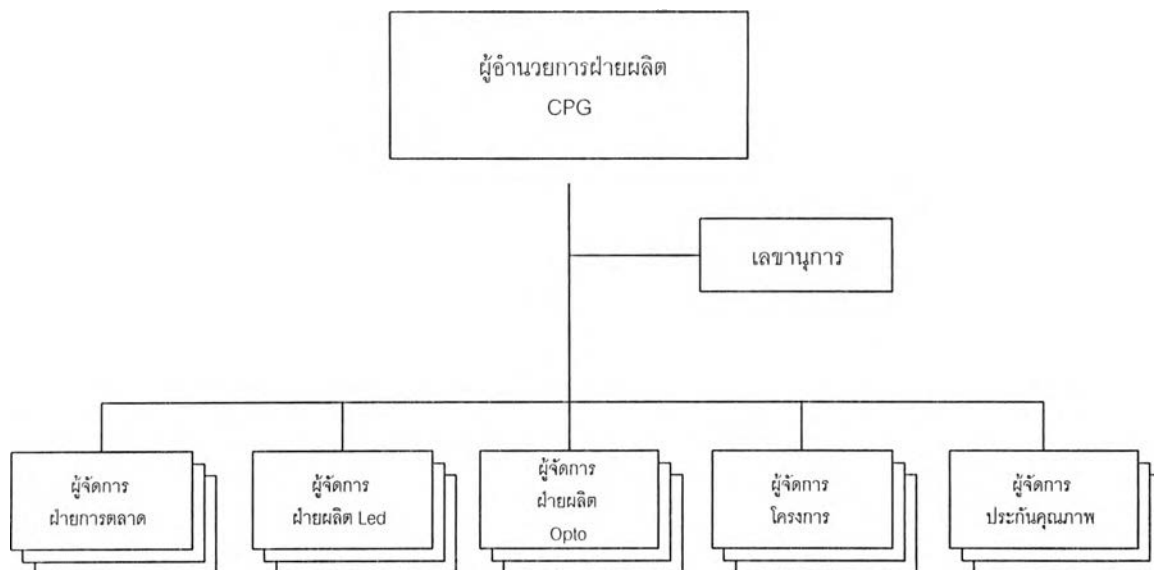 ผู้อำนวยการฝ่ายผลิต
CPG
เลขานุการ
ผู้จัดการ
ฝ่ายการตลาด
ผู้จัดการ
ฝ่ายผลิต Led
ผู้จัดการ
ฝ่ายผลิต
Opto
ผู้จัดการ
โครงการ
ผู้จัดการ
ประกันคุณภาพ